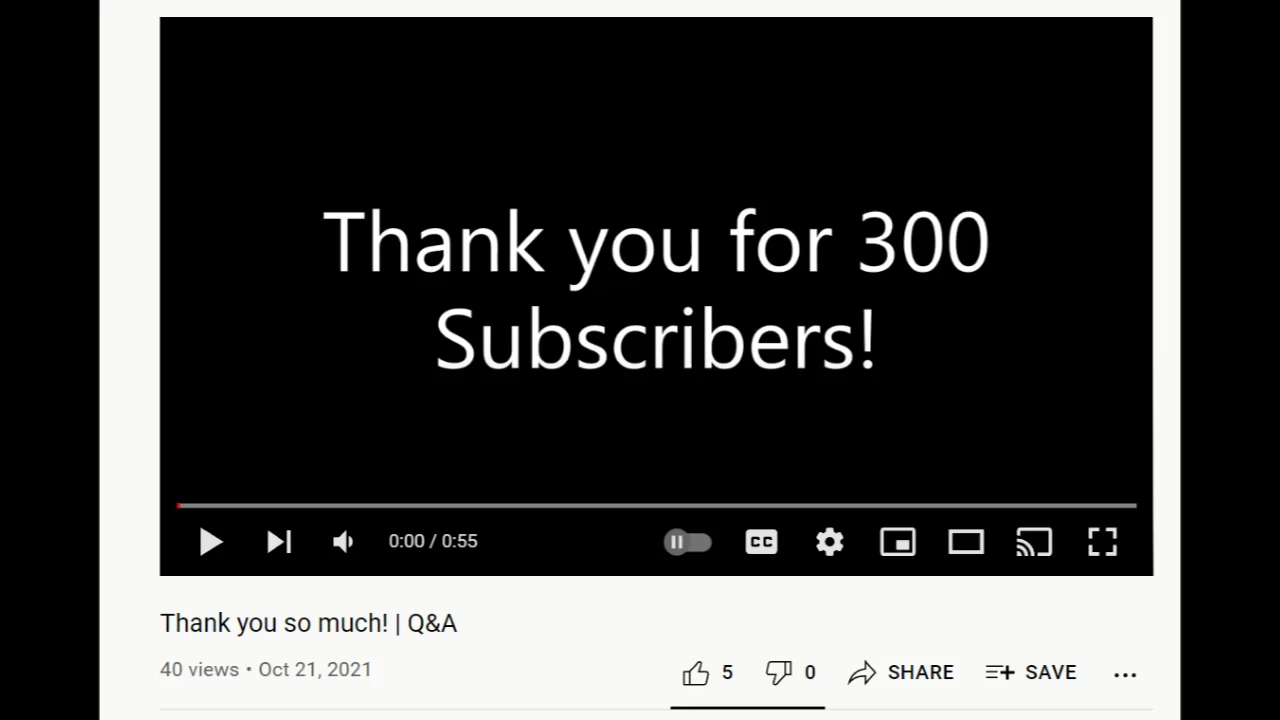 Thank you for 300
Subscribers!
0:00 / 0:55
CC
Thank you so much! | Q&A
40 views • Oct 21, 2021
5
0
SHARE
SAVE